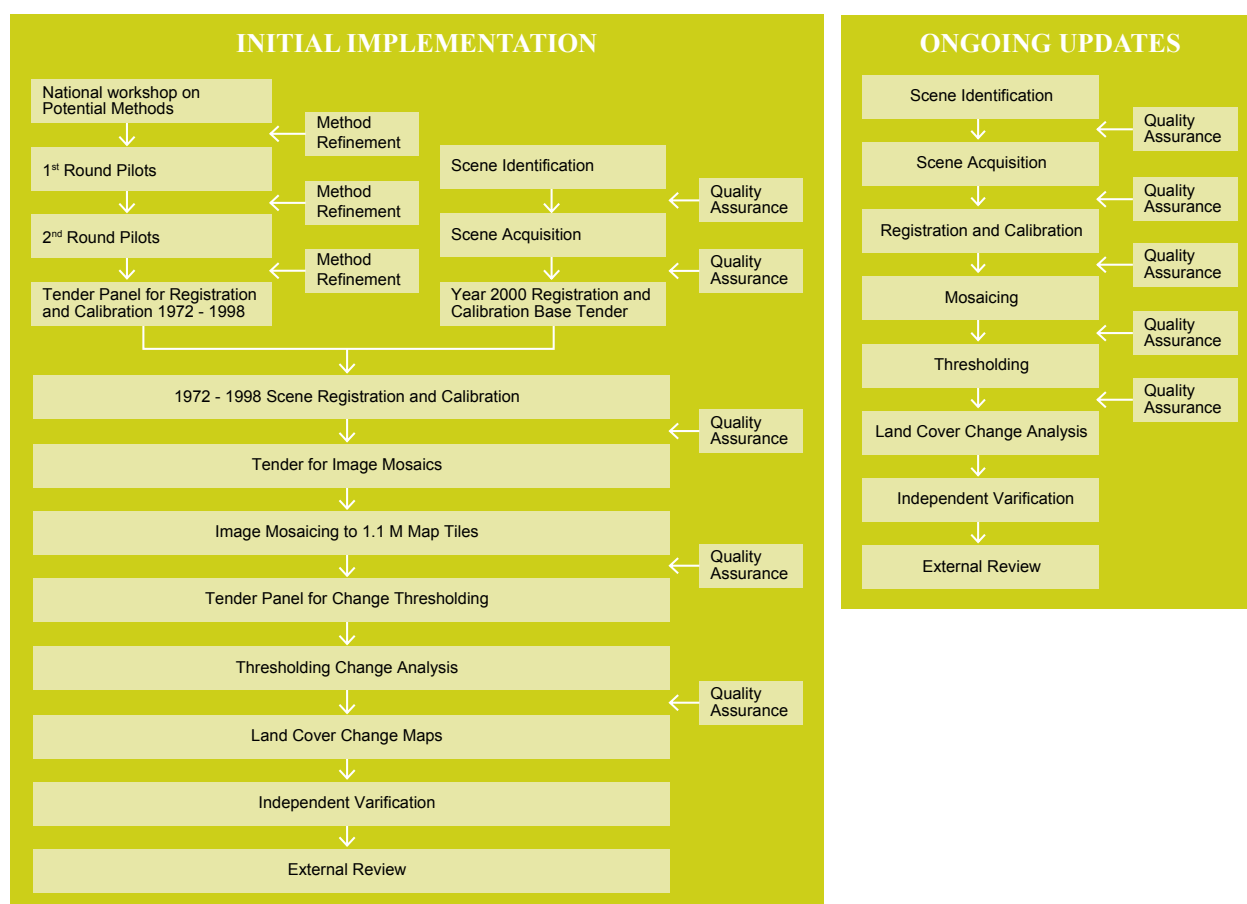 INITIAL IMPLEMENTATION
National workshop on
Potential Methods
Method
Refinement
1st Round Pilots
Method
Refinement
2nd Round Pilots
Method
Refinement
Tender Panel for Registration
and Calibration 1972 - 1998
Scene Identification
Quality
Assurance
Scene Acquisition
Quality
Assurance
Year 2000 Registration and
Calibration Base Tender
1972 - 1998 Scene Registration and Calibration
Quality
Assurance
Tender for Image Mosaics
Image Mosaicing to 1.1 M Map Tiles
Quality
Assurance
Tender Panel for Change Thresholding
Thresholding Change Analysis
Quality
Assurance
Land Cover Change Maps
Independent Varification
External Review
ONGOING UPDATES
Scene Identification
Quality
Assurance
Scene Acquisition
Quality
Assurance
Registration and Calibration
Quality
Assurance
Mosaicing
Quality
Assurance
Thresholding
Quality
Assurance
Land Cover Change Analysis
Independent Varification
External Review